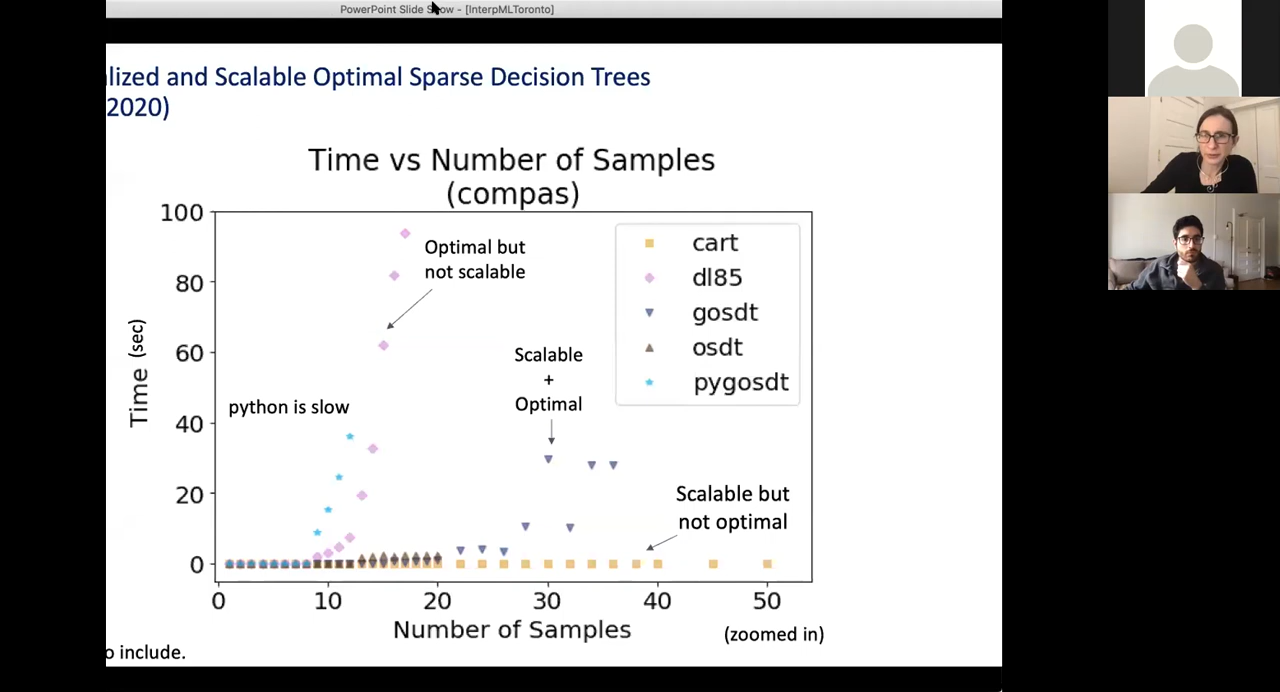 PowerPoint Slide Show - [InterpMLToronto]
lized and Scalable Optimal Sparse Decision Trees
2020)
Time vs Number of Samples
(compas)
100
80
60
40
20
0
Time (sec)
Optimal but
not scalable
python is slow
Scalable
+
Optimal
Scalable but
not optimal
cart
dl85
gosdt
osdt
pygosdt
0 10 20 30 40 50
Number of Samples
(zoomed in)
o include.